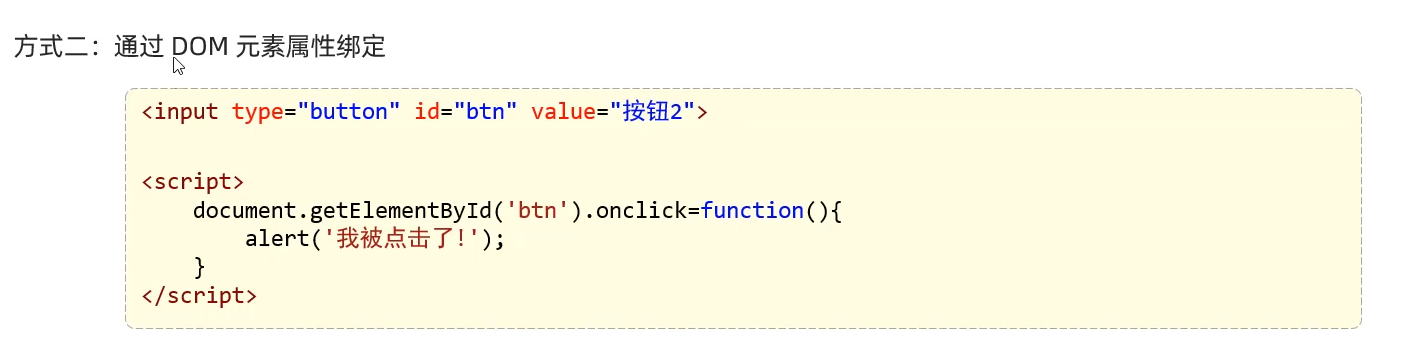 方式二：通过 DOM 元素属性绑定
<input type="button" id="btn" value="按钮2">
<script>
    document.getElementById('btn').onclick=function(){
        alert('我被点击了!');
    }
</script>